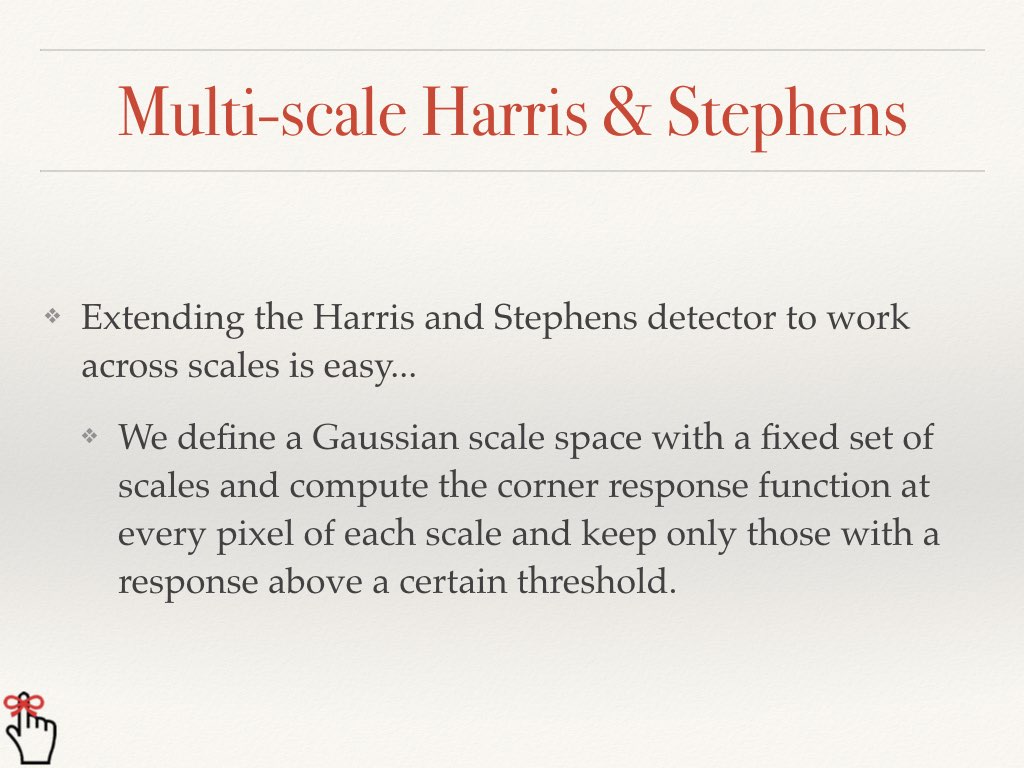 Multi-scale Harris & Stephens
❖ Extending the Harris and Stephens detector to work
across scales is easy...
❖ We define a Gaussian scale space with a fixed set of
scales and compute the corner response function at
every pixel of each scale and keep only those with a
response above a certain threshold.